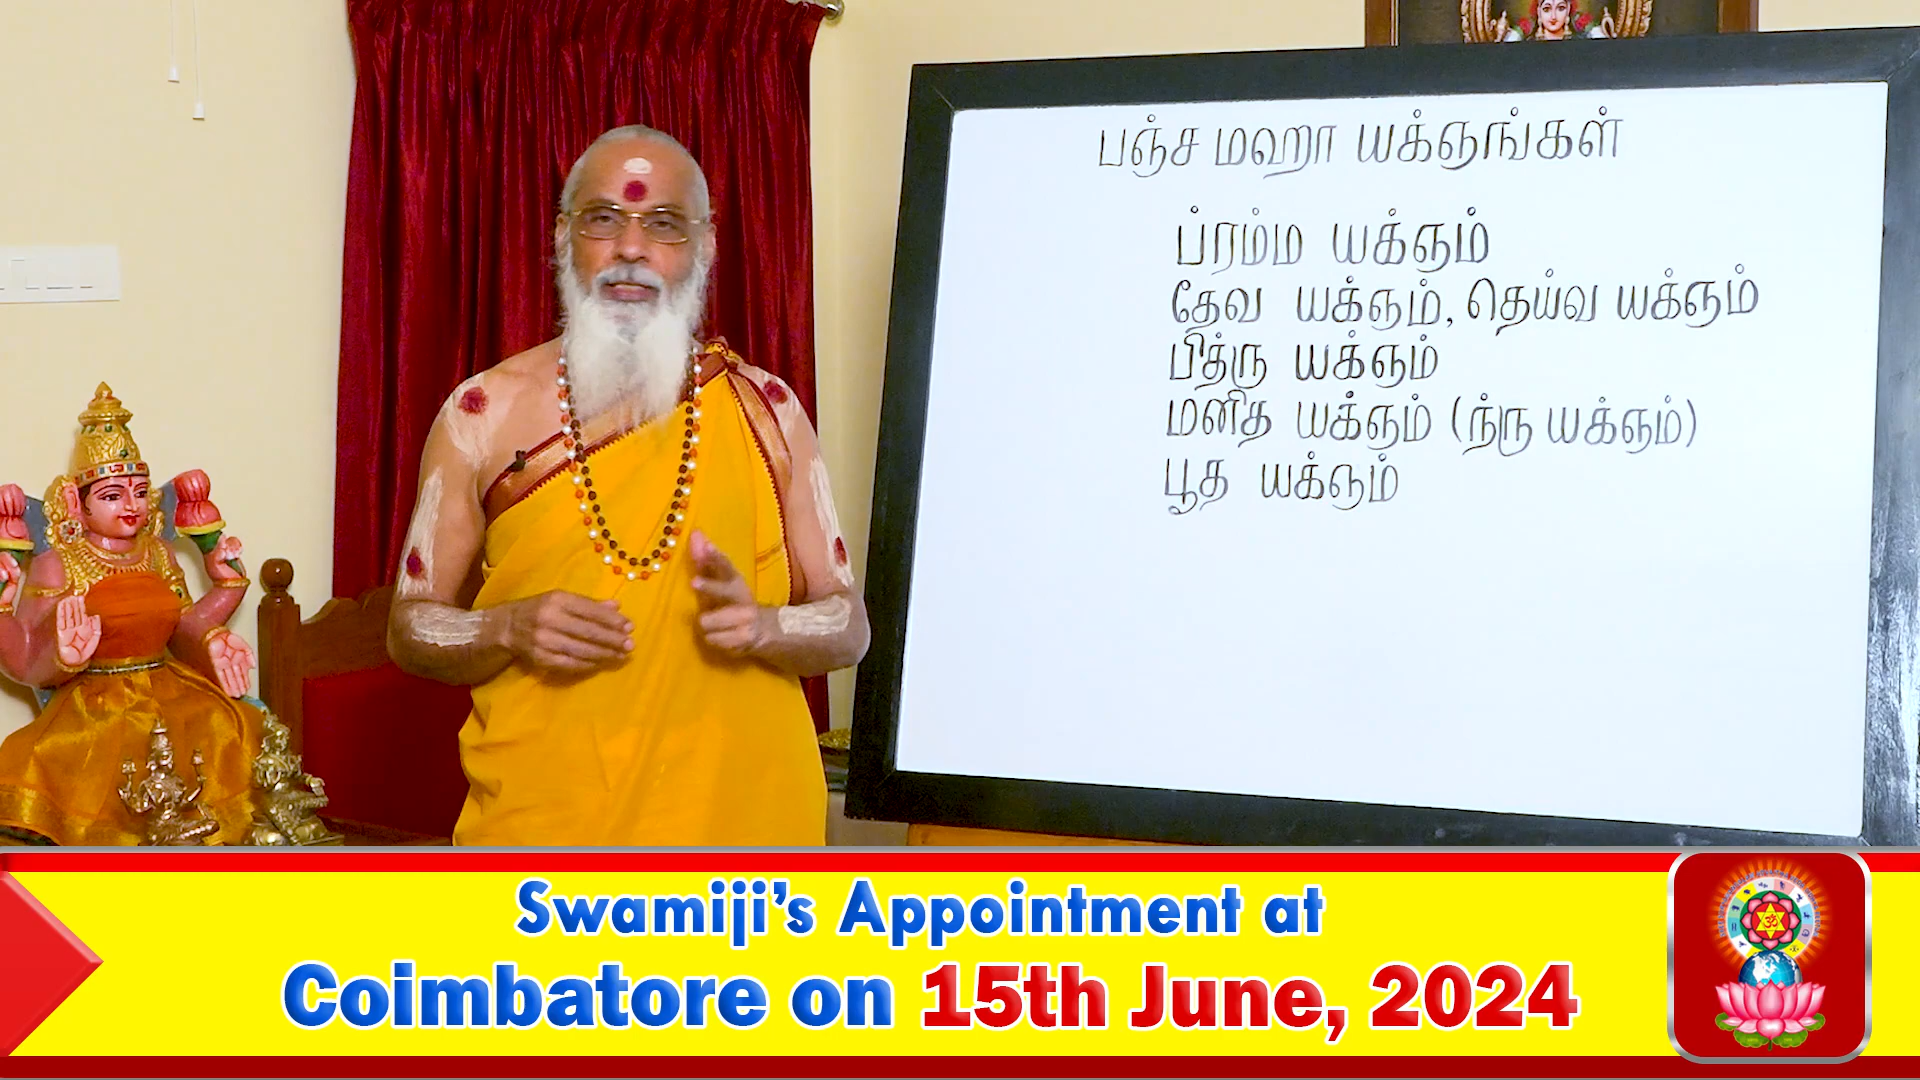 பஞ்ச மஹா யக்ஞங்கள்
ப்ரம்ம யக்ஞம்
தேவ யக்ஞம், தெய்வ யக்ஞம்
பித்ரு யக்ஞம்
மனித யக்ஞம் (ந்ரு யக்ஞம்)
பூத யக்ஞம்
Swamiji's Appointment at
Coimbatore on 15th June, 2024